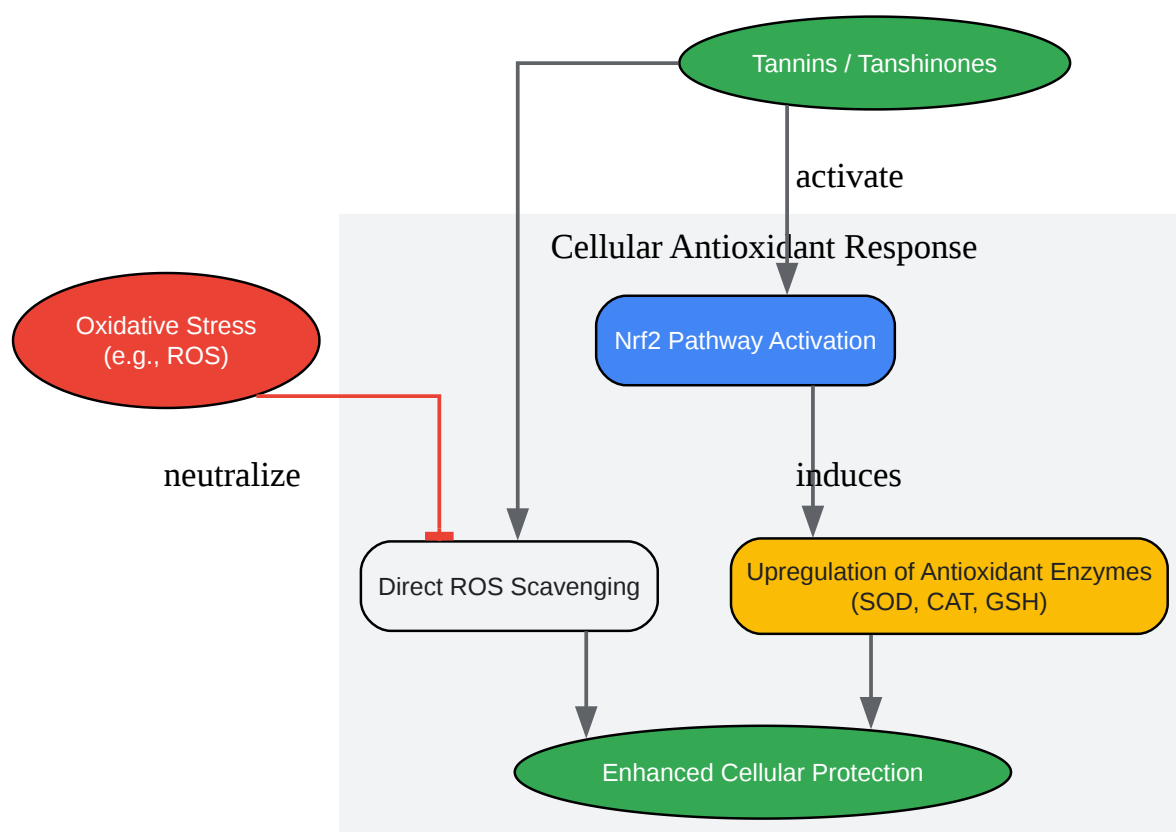 Tannins / Tanshinones
activate
Cellular Antioxidant Response
Oxidative Stress
(e.g., ROS)
Nrf2 Pathway Activation
neutralize
induces
Direct ROS Scavenging
Upregulation of Antioxidant Enzymes
(SOD, CAT, GSH)
Enhanced Cellular Protection